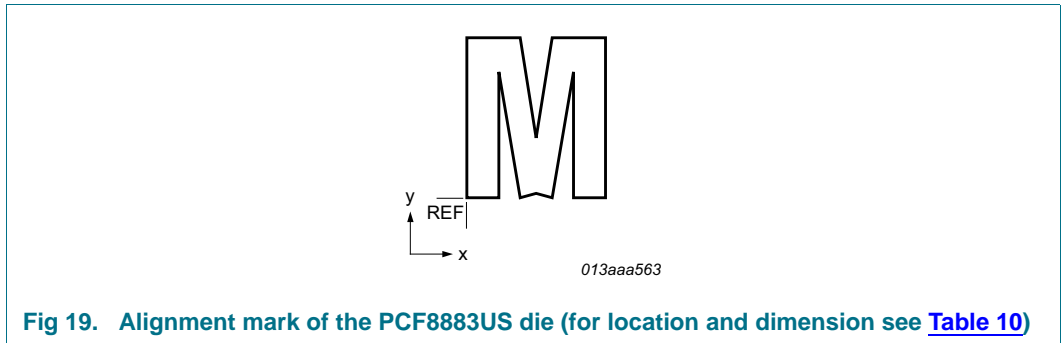 M
y
REF
x
013aaa563
Fig 19. Alignment mark of the PCF8883US die (for location and dimension see Table 10)